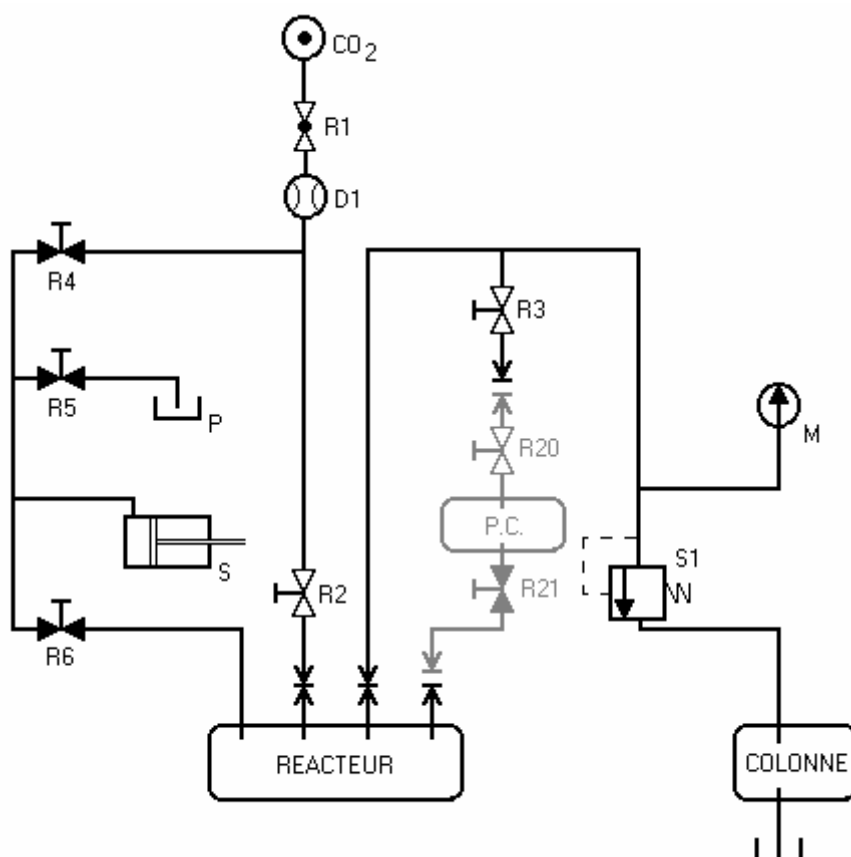 CO2
R1
D1
R4
R3
R5
P
M
R20
P.C.
S1
S
R2
R21
R6
REACTEUR
COLONNE